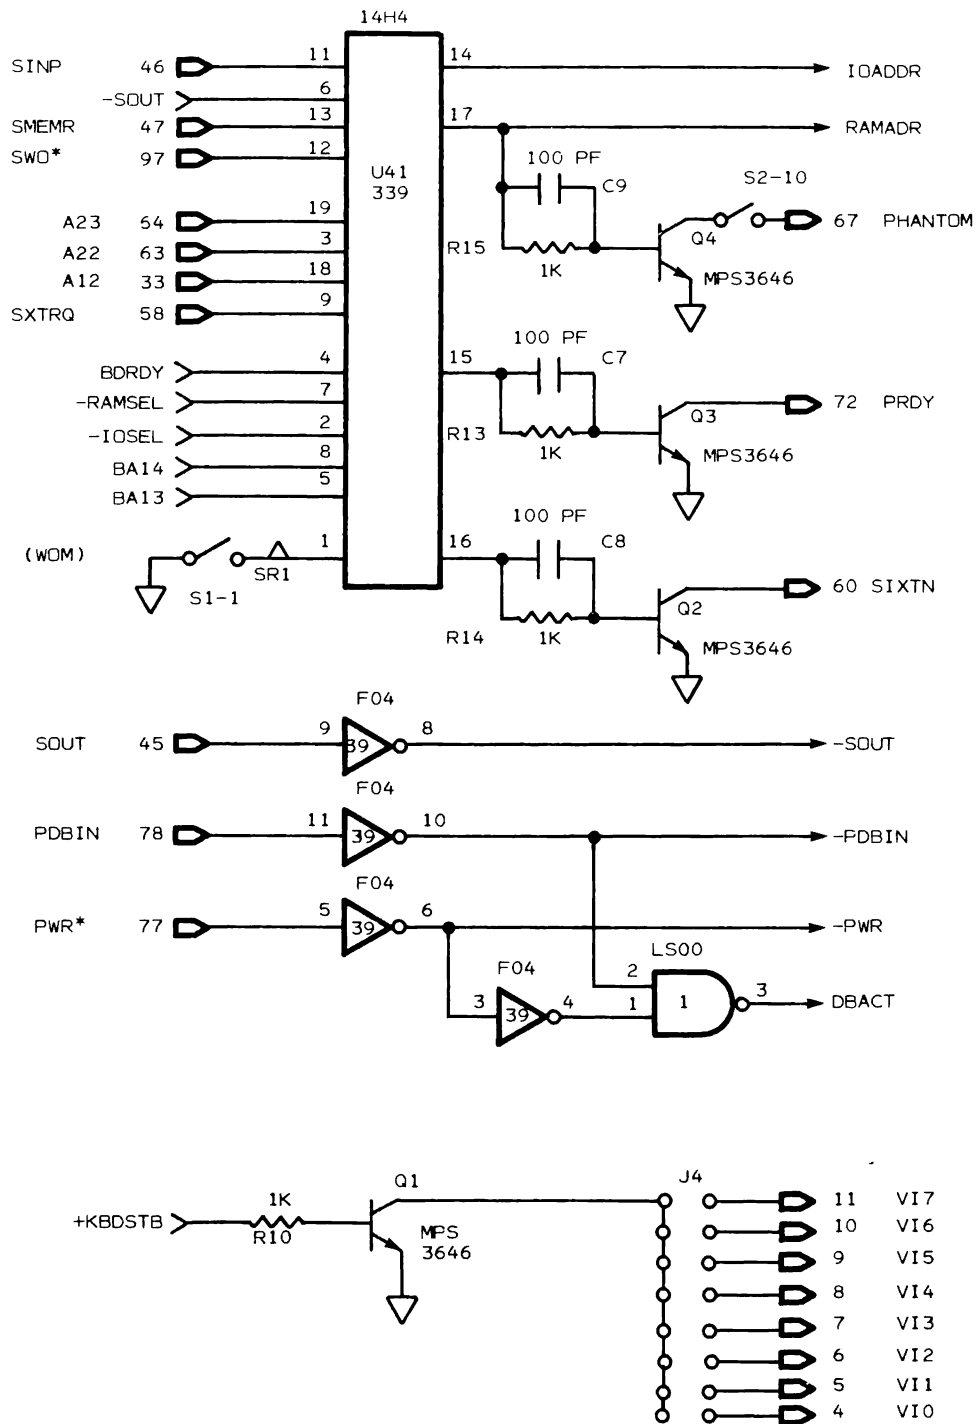 14H4
SINP 46 11 14 IOADDR
-SOUT 6
SMEMR 47 13 17 RAMADR
SWO* 97 12
U41
339
100 PF
C9
S2-10
A23 64 19 67 PHANTOM
A22 63 3 R15 Q4
A12 33 18 1K MPS3646
SXTRQ 58 9
100 PF
C7
BDRDY 4 15
-RAMSEL 7 72 PRDY
-IOSEL 2 R13 Q3
BA14 8 1K MPS3646
BA13 5
100 PF
(WOM) 1 16 C8
SR1
S1-1 60 SIXTN
R14 1K Q2
MPS3646
F04
SOUT 45 9 39 8 -SOUT
F04
PDBIN 78 11 39 10 -PDBIN
F04
PWR* 77 5 39 6 -PWR
LS00
F04 2
3 39 4 1 1 3 DBACT
Q1 J4
1K 11 VI7
+KBDSTB R10 MPS 10 VI6
3646 9 VI5
8 VI4
7 VI3
6 VI2
5 VI1
4 VI0